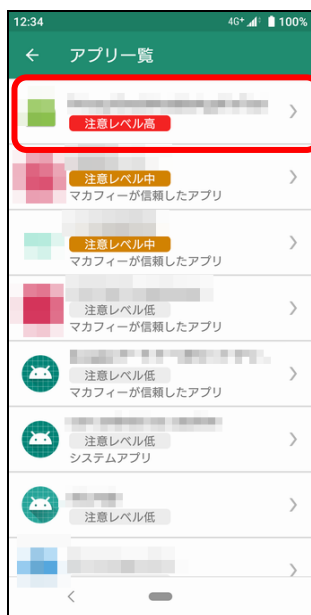 12:34 4G+ 100%
← アプリ一覧
注意レベル高
注意レベル中
マカフィーが信頼したアプリ
注意レベル中
マカフィーが信頼したアプリ
注意レベル低
マカフィーが信頼したアプリ
注意レベル低
マカフィーが信頼したアプリ
注意レベル低
システムアプリ
注意レベル低